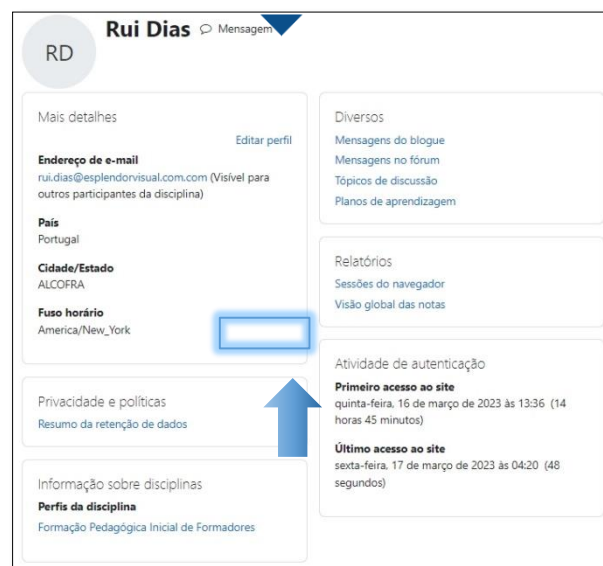 RD
Rui Dias Mensagem
Mais detalhes
Editar perfil
Endereço de e-mail
rui.dias@esplendorvisual.com.com (Visível para
outros participantes da disciplina)
País
Portugal
Cidade/Estado
ALCOFRA
Fuso horário
America/New_York
Privacidade e políticas
Resumo da retenção de dados
Informação sobre disciplinas
Perfis da disciplina
Formação Pedagógica Inicial de Formadores
Diversos
Mensagens do blogue
Mensagens no fórum
Tópicos de discussão
Planos de aprendizagem
Relatórios
Sessões do navegador
Visão global das notas
Atividade de autenticação
Primeiro acesso ao site
quinta-feira, 16 de março de 2023 às 13:36 (14
horas 45 minutos)
Último acesso ao site
sexta-feira, 17 de março de 2023 às 04:20 (48
segundos)